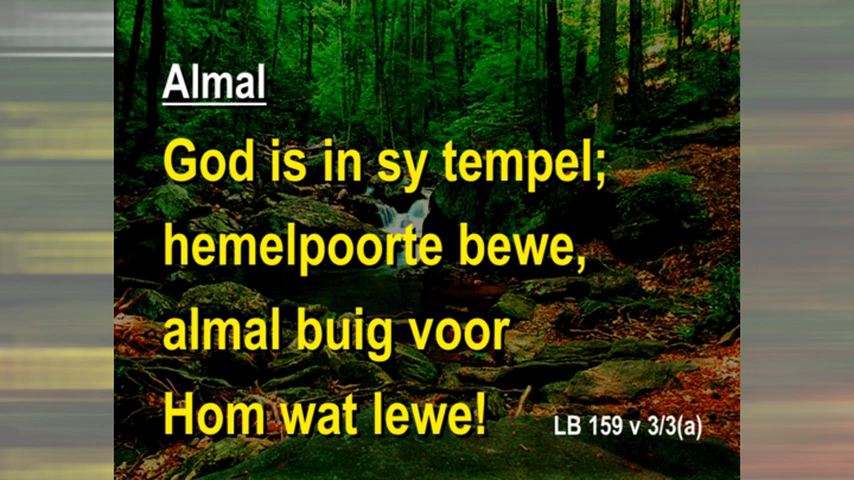 Almal
God is in sy tempel;
hemelpoorte bewe,
almal buig voor
Hom wat lewe!
LB 159 v 3/3(a)